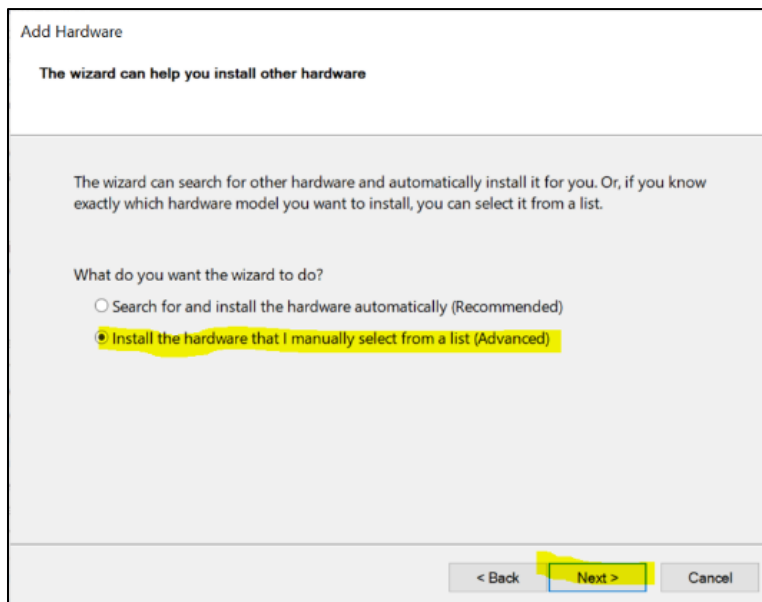 Add Hardware
The wizard can help you install other hardware
The wizard can search for other hardware and automatically install it for you. Or, if you know
exactly which hardware model you want to install, you can select it from a list.
What do you want the wizard to do?
Search for and install the hardware automatically (Recommended)
Install the hardware that I manually select from a list (Advanced)
< Back Next > Cancel